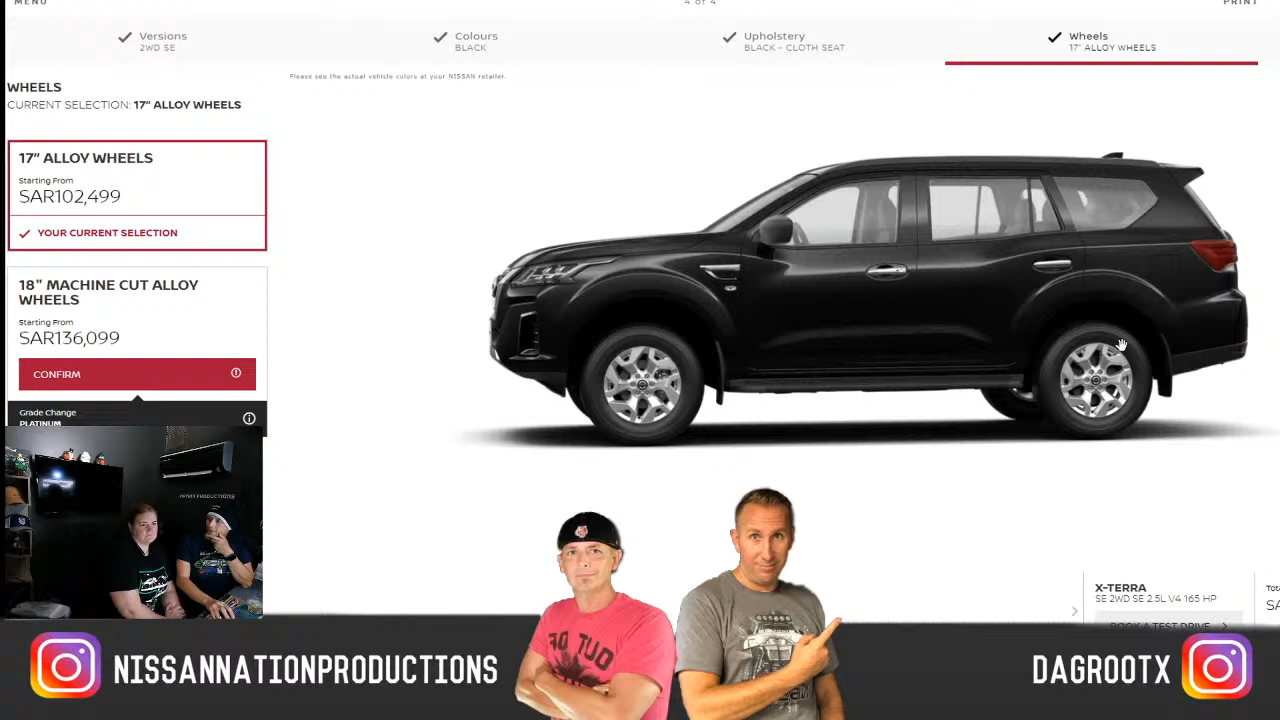 MENU
4 of 4
PRINT
Versions
2WD SE
Colours
BLACK
Upholstery
BLACK - CLOTH SEAT
Wheels
17" ALLOY WHEELS
Please see the actual vehicle colors at your NISSAN retailer.
WHEELS
CURRENT SELECTION: 17" ALLOY WHEELS
17" ALLOY WHEELS
Starting From
SAR102,499
YOUR CURRENT SELECTION
18" MACHINE CUT ALLOY
WHEELS
Starting From
SAR136,099
CONFIRM
Grade Change
PLATINUM
X-TERRA
SE 2WD SE 2.5L V4 165 HP
BOOK A TEST DRIVE
NISSANNATIONPRODUCTIONS
DAGROOTX